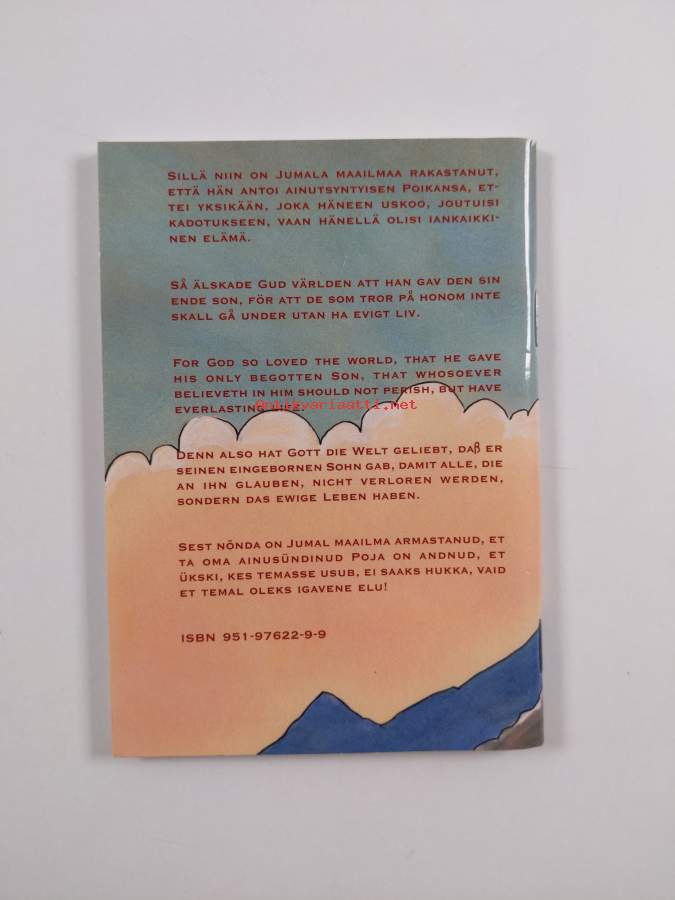 Sillä niin on Jumala maailmaa rakastanut,
että hän antoi ainutsyntyisen Poikansa, et-
tei yksikään, joka häneen uskoo, joutuisi
kadotukseen, vaan hänellä olisi iankaikki-
nen elämä.
Så älskade Gud världen att han gav den sin
ende son, för att de som tror på honom inte
skall gå under utan ha evigt liv.
For God so loved the world, that he gave
his only begotten Son, that whosoever
believeth in him should not perish, but have
everlasting
Antikvariaatti.net
Denn also hat Gott die Welt geliebt, daß er
seinen eingebornen Sohn gab, damit alle, die
an ihn glauben, nicht verloren werden,
sondern das ewige Leben haben.
Sest nõnda on Jumal maailma armastanud, et
ta oma ainusündinud Poja on andnud, et
ükski, kes temasse usub, ei saaks hukka, vaid
et temal oleks igavene elu!
ISBN 951-97622-9-9